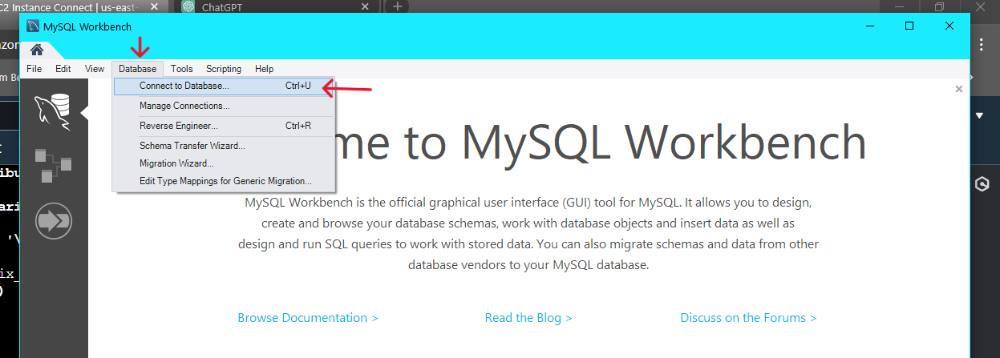 C2 Instance Connect | us-east-
ChatGPT
MySQL Workbench
File Edit View Database Tools Scripting Help
Connect to Database... Ctrl+U
Manage Connections...
Reverse Engineer... Ctrl+R
Schema Transfer Wizard...
Migration Wizard...
Edit Type Mappings for Generic Migration...
me to MySQL Workbench
MySQL Workbench is the official graphical user interface (GUI) tool for MySQL. It allows you to design,
create and browse your database schemas, work with database objects and insert data as well as
design and run SQL queries to work with stored data. You can also migrate schemas and data from other
database vendors to your MySQL database.
Browse Documentation > Read the Blog > Discuss on the Forums >
azon
m Be
t
ribu
ari
'\
ix_
)